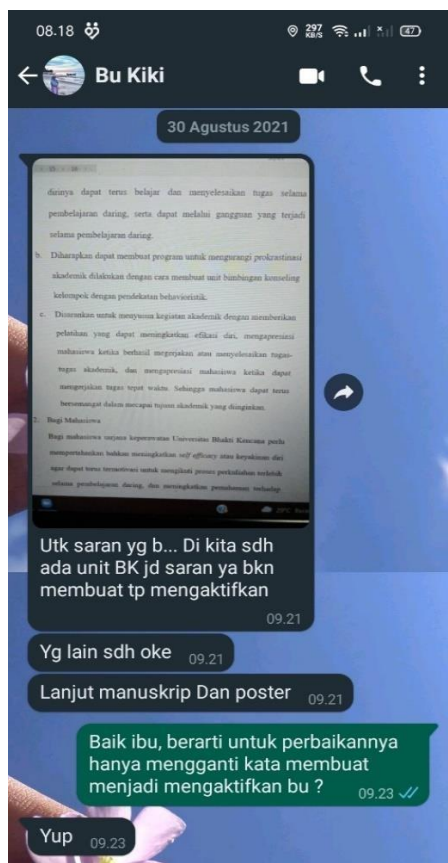 08.18
297
KB/S
47
Bu Kiki
30 Agustus 2021
dirinya dapat terus belajar dan menyelesaikan tugas selama
pembelajaran daring, serta dapat melalui gangguan yang terjadi
selama pembelajaran daring.
b. Diharapkan dapat membuat program untuk mengurangi prokrastinasi
akademik dilakukan dengan cara membuat unit bimbingan konseling
kelompok dengan pendekatan behavioristik.
c. Disarankan untuk menyusun kegiatan akademik dengan memberikan
pelatihan yang dapat meningkatkan efikasi diri, mengapresiasi
mahasiswa ketika berhasil mengerjakan atau menyelesaikan tugas-
tugas akademik, dan mengapresiasi mahasiswa ketika dapat
mengerjakan tugas tepat waktu. Sehingga mahasiswa dapat terus
bersemangat dalam mecapai tujuan akademik yang diinginkan.
2. Bagi Mahasiswa
Bagi mahasiswa sarjana keperawatan Universitas Bhakti Kencana perlu
mempertahankan bahkan meningkatkan self efficacy atau keyakinan diri
agar dapat terus termotivasi untuk mengikuti proses perkuliahan terlebih
selama pembelajaran daring, dan meningkatkan pemahaman terhadap
Utk saran yg b... Di kita sdh
ada unit BK jd saran ya bkn
membuat tp mengaktifkan
09.21
Yg lain sdh oke 09.21
Lanjut manuskrip Dan poster 09.21
Baik ibu, berarti untuk perbaikannya
hanya mengganti kata membuat
menjadi mengaktifkan bu ? 09.23
Yup 09.23